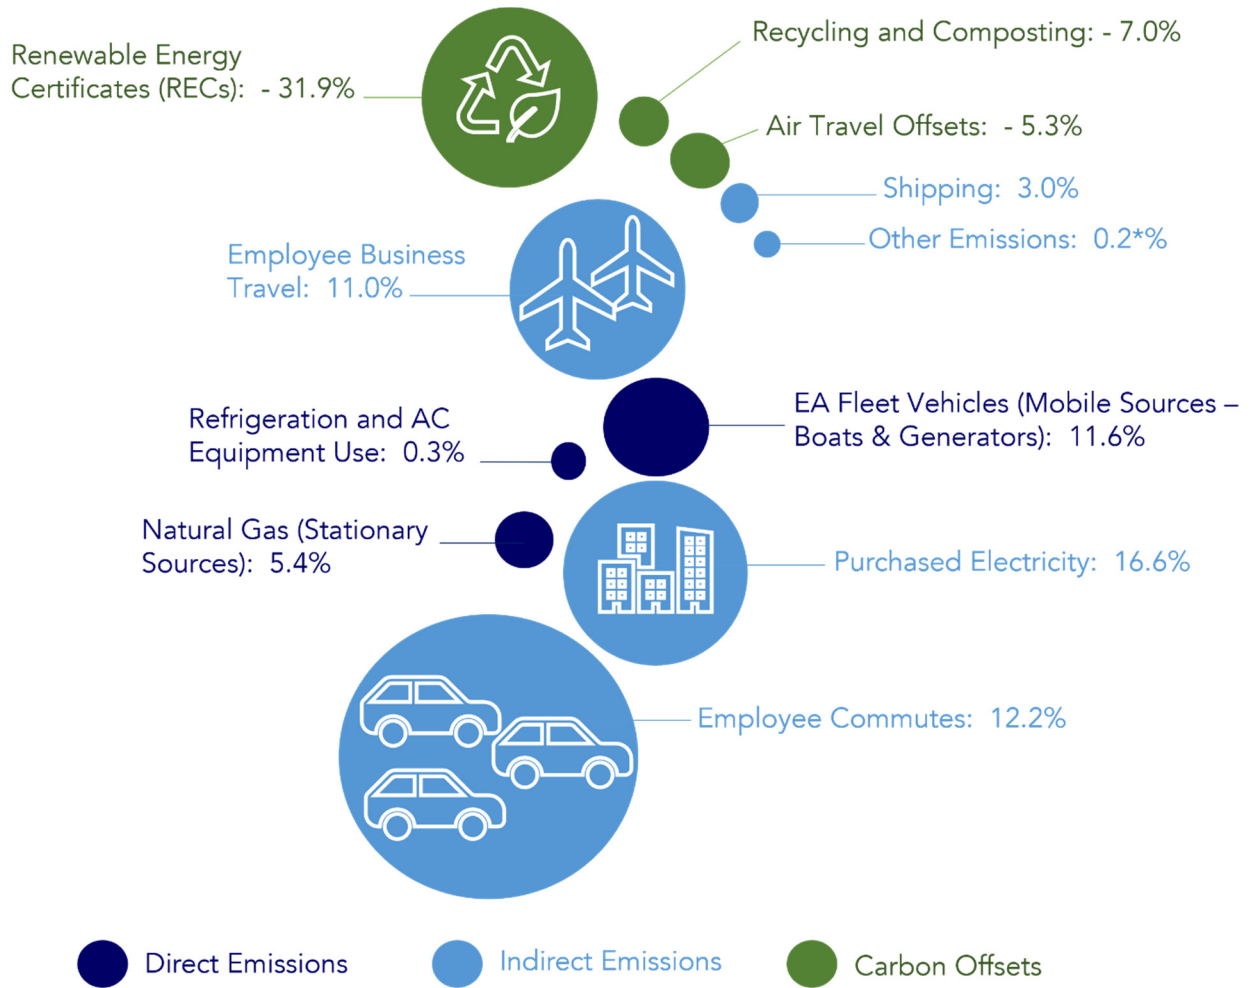 Renewable Energy
Certificates (RECs):  - 31.9%
Recycling and Composting: - 7.0%
Air Travel Offsets:  - 5.3%
Shipping:  3.0%
Other Emissions:  0.2*%
Employee Business
Travel:  11.0%
EA Fleet Vehicles (Mobile Sources –
Boats & Generators):  11.6%
Refrigeration and AC
Equipment Use:  0.3%
Natural Gas (Stationary
Sources):  5.4%
Purchased Electricity:  16.6%
Employee Commutes:  12.2%
Direct Emissions
Indirect Emissions
Carbon Offsets